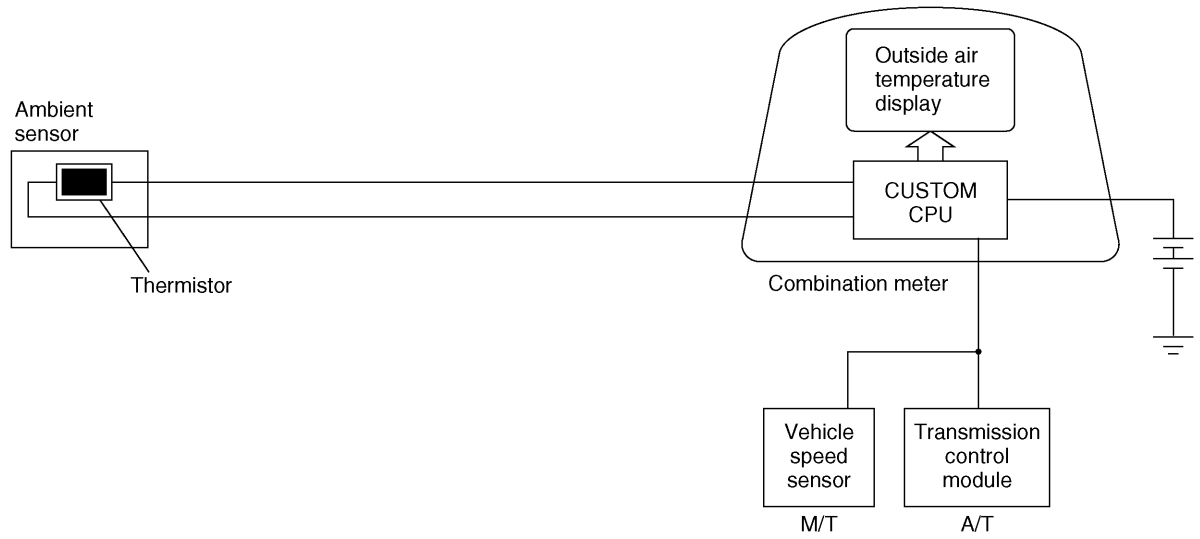 Outside air
temperature
display
Ambient
sensor
CUSTOM
CPU
Thermistor
Combination meter
Vehicle
speed
sensor
Transmission
control
module
M/T
A/T